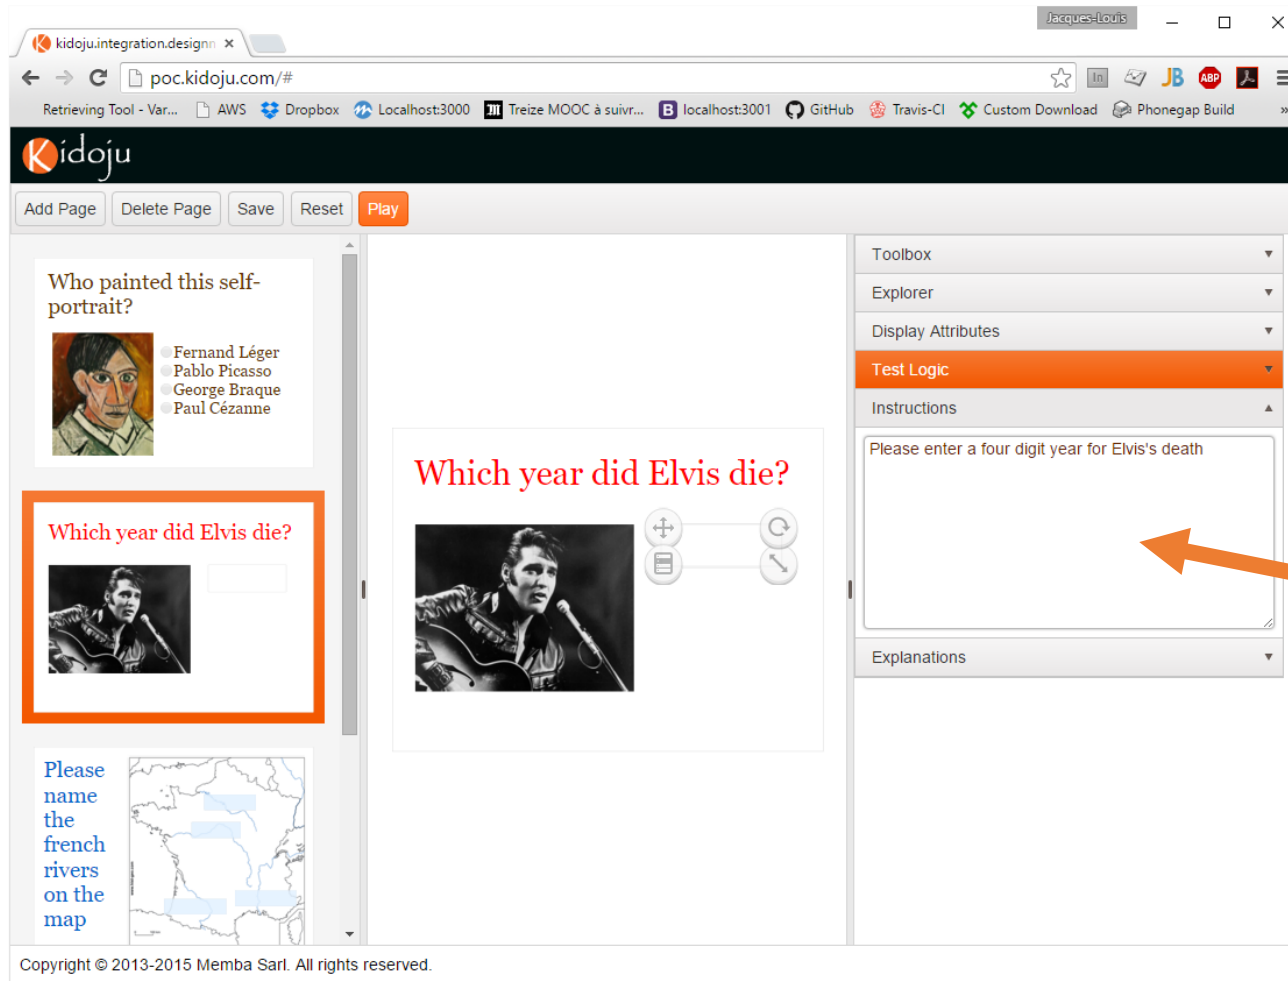 Jacques-Louis
kidoju.integration.designn
poc.kidoju.com/#
In
JB
ABP
Retrieving Tool - Var...
AWS
Dropbox
Localhost:3000
Treize MOOC à suivr...
B
localhost:3001
GitHub
Travis-CI
Custom Download
Phonegap Build
»
Kidoju
Add Page
Delete Page
Save
Reset
Play
Who painted this self-
portrait?
Fernand Léger
Pablo Picasso
George Braque
Paul Cézanne
Which year did Elvis die?
Please
name
the
french
rivers
on the
map
Which year did Elvis die?
Toolbox
Explorer
Display Attributes
Test Logic
Instructions
Please enter a four digit year for Elvis's death
Explanations
Copyright © 2013-2015 Memba Sarl. All rights reserved.